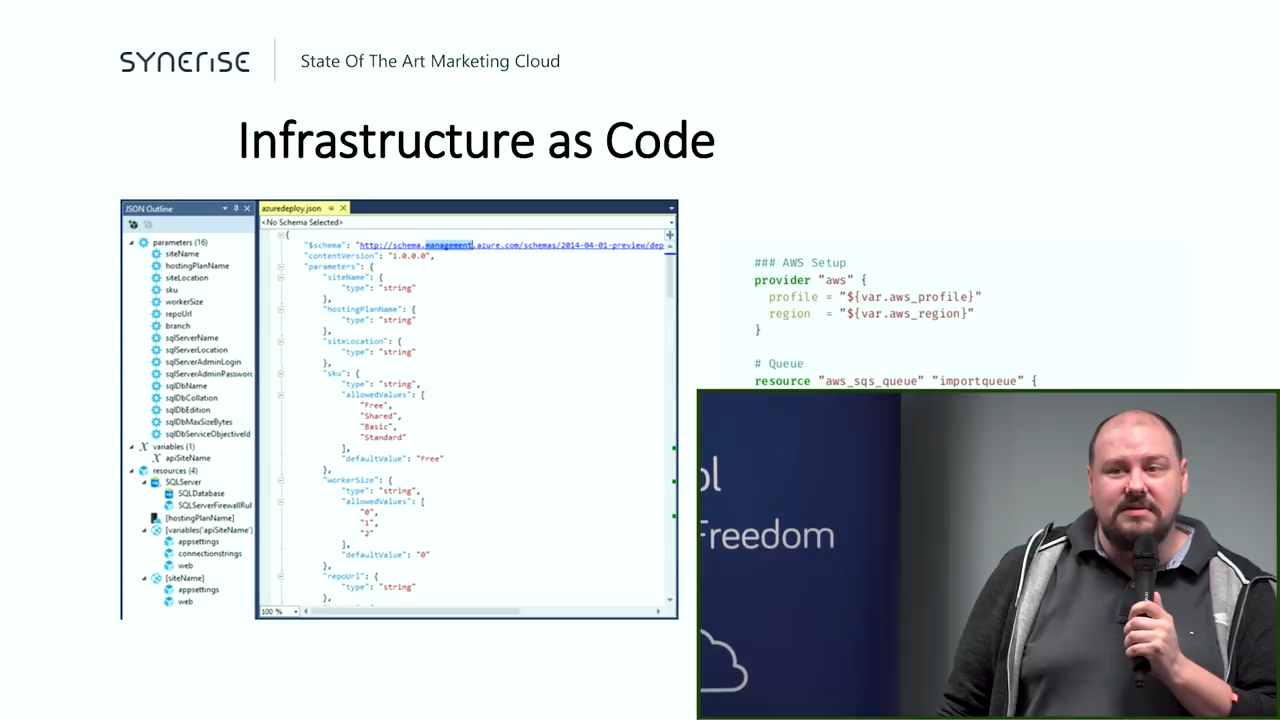 SYNERISE
State Of The Art Marketing Cloud
Infrastructure as Code
JSON Outline
parameters (16)
siteName
hostingPlanName
siteLocation
sku
workerSize
repoUrl
branch
sqlServerName
sqlServerLocation
sqlServerAdminLogin
sqlServerAdminPassword
sqlDbName
sqlDbCollation
sqlDbEdition
sqlDbMaxSizeBytes
sqlDbServiceObjectiveId
variables (1)
apiSiteName
resources (4)
SQLServer
SQLDatabase
SQLServerFirewallRul
[hostingPlanName]
[variables('apiSiteName')
appsettings
connectionstrings
web
[siteName]
appsettings
web
azuredeploy.json
<No Schema Selected>
{
"$schema": "http://schema.management.azure.com/schemas/2014-04-01-preview/dep
"contentVersion": "1.0.0.0",
"parameters": {
"siteName": {
"type": "string"
},
"hostingPlanName": {
"type": "string"
},
"siteLocation": {
"type": "string"
},
"sku": {
"type": "string",
"allowedValues": [
"Free",
"Shared",
"Basic",
"Standard"
],
"defaultValue": "Free"
},
"workerSize": {
"type": "string",
"allowedValues": [
"0",
"1",
"2"
],
"defaultValue": "0"
},
"repoUrl": {
"type": "string"
},
100 %
### AWS Setup
provider "aws" {
profile = "${var.aws_profile}"
region = "${var.aws_region}"
}
# Queue
resource "aws_sqs_queue" "importqueue" {
ol
Freedom